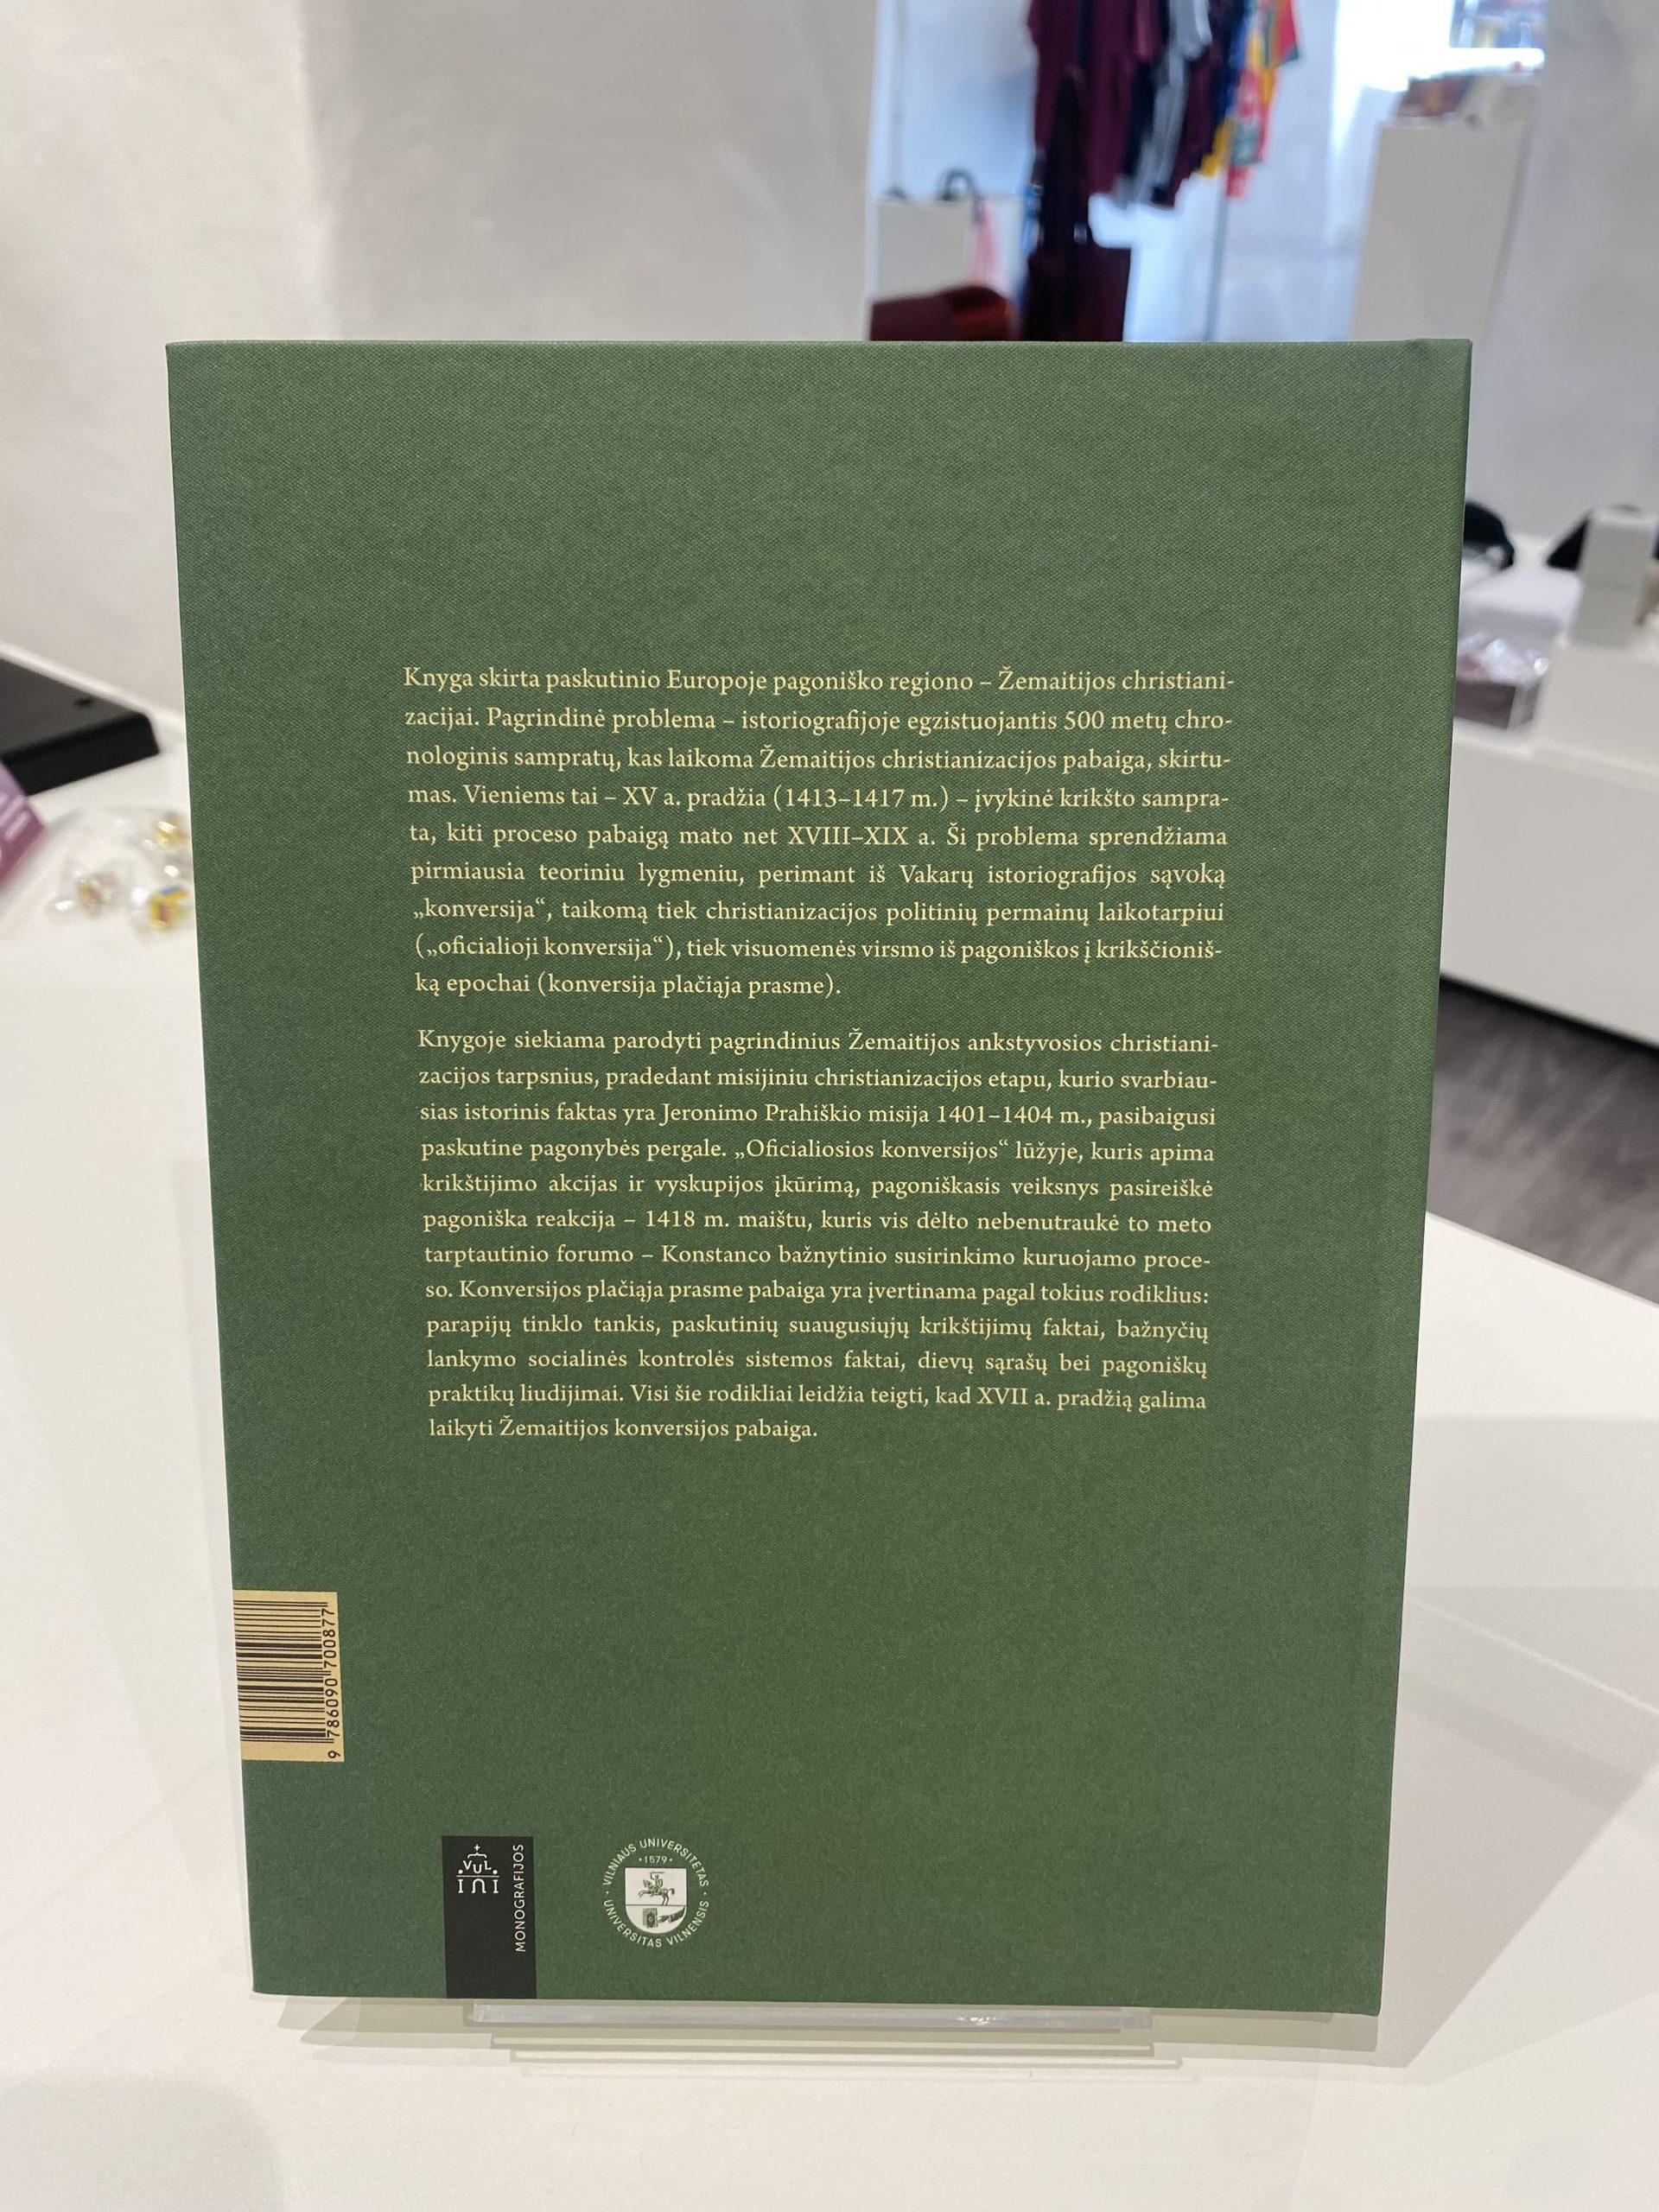 Knyga skirta paskutinio Europoje pagoniško regiono – Žemaitijos christiani-
zacijai. Pagrindinė problema – istoriografijoje egzistuojantis 500 metų chro-
nologinis sampratų, kas laikoma Žemaitijos christianizacijos pabaiga, skirtu-
mas. Vieniems tai – XV a. pradžia (1413–1417 m.) – įvykinė krikšto sampra-
ta, kiti proceso pabaigą mato net XVIII–XIX a. Ši problema sprendžiama
pirmiausia teoriniu lygmeniu, perimant iš Vakarų istoriografijos sąvoką
„konversija“, taikomą tiek christianizacijos politinių permainų laikotarpiui
(„oficialioji konversija“), tiek visuomenės virsmo iš pagoniškos į krikščioniš-
ką epochai (konversija plačiąja prasme).
Knygoje siekiama parodyti pagrindinius Žemaitijos ankstyvosios christiani-
zacijos tarpsnius, pradedant misijiniu christianizacijos etapu, kurio svarbiau-
sias istorinis faktas yra Jeronimo Prahiškio misija 1401–1404 m., pasibaigusi
paskutine pagonybės pergale. „Oficialiosios konversijos“ lūžyje, kuris apima
krikštijimo akcijas ir vyskupijos įkūrimą, pagoniškasis veiksnys pasireiškė
pagoniška reakcija – 1418 m. maištu, kuris vis dėlto nebenutraukė to meto
tarptautinio forumo – Konstanco bažnytinio susirinkimo kuruojamo proce-
so. Konversijos plačiąja prasme pabaiga yra įvertinama pagal tokius rodiklius:
parapijų tinklo tankis, paskutinių suaugusiųjų krikštijimų faktai, bažnyčių
lankymo socialinės kontrolės sistemos faktai, dievų sąrašų bei pagoniškų
praktikų liudijimai. Visi šie rodikliai leidžia teigti, kad XVII a. pradžią galima
laikyti Žemaitijos konversijos pabaiga.
9 786090 700877
VUL
MONOGRAFIJOS
VILNIAUS UNIVERSITETAS
1579
UNIVERSITAS VILNENSIS